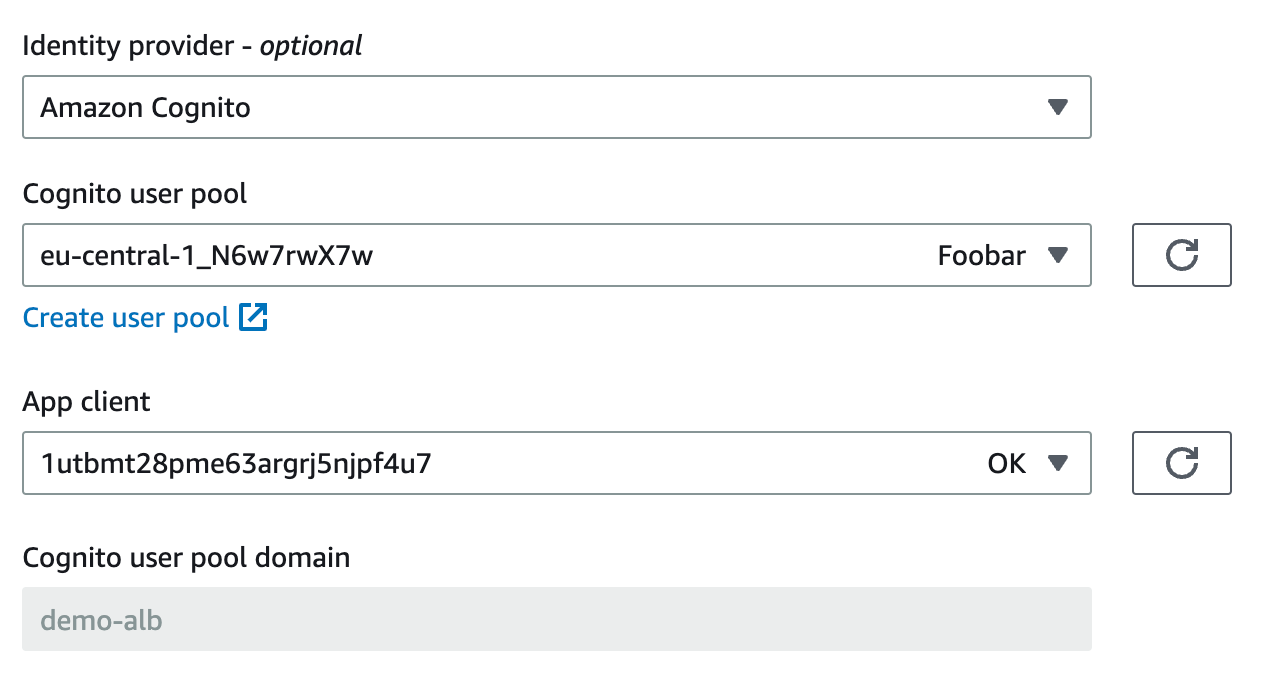 Identity provider - optional
Amazon Cognito
Cognito user pool
eu-central-1_N6w7rwX7w Foobar
Create user pool
App client
1utbmt28pme63argrj5njpf4u7 OK
Cognito user pool domain
demo-alb